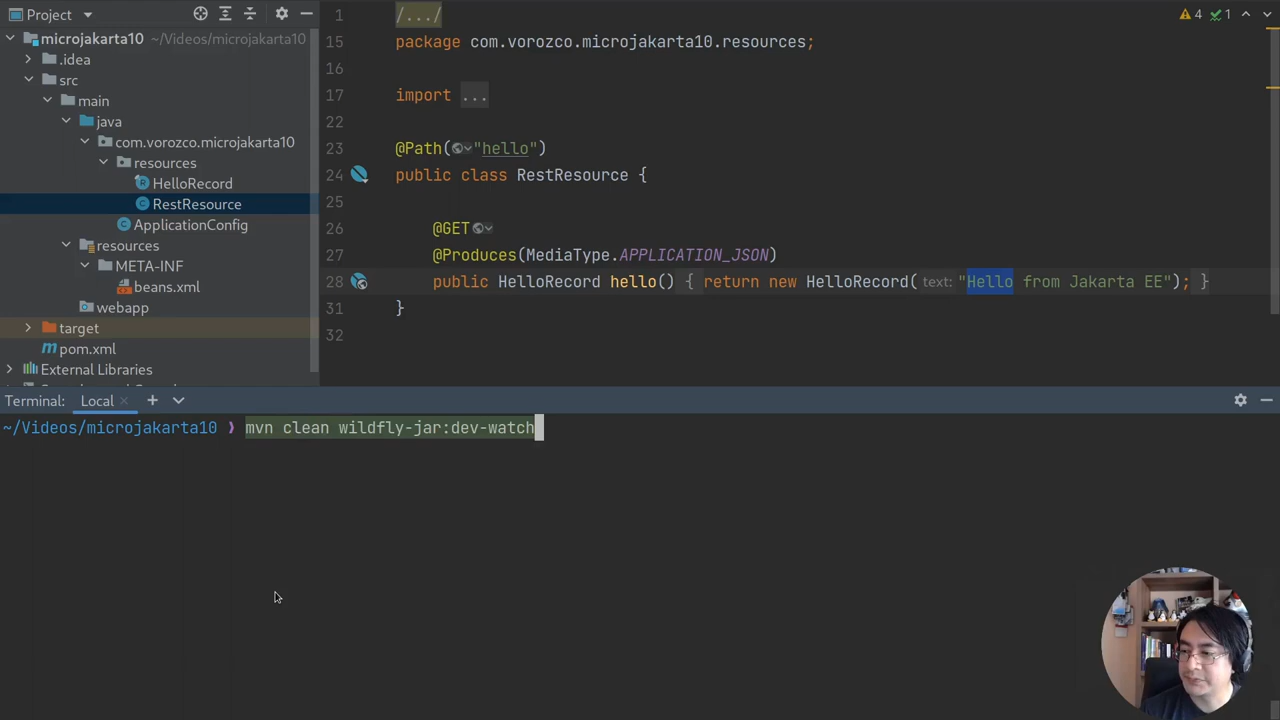 Project
microjakarta10 ~/Videos/microjakarta10
.idea
src
main
java
com.vorozco.microjakarta10
resources
HelloRecord
RestResource
ApplicationConfig
resources
META-INF
beans.xml
webapp
target
pom.xml
External Libraries
1 /.../
15 package com.vorozco.microjakarta10.resources;
16
17 import ...
22
23 @Path("hello")
24 public class RestResource {
25
26 @GET
27 @Produces(MediaType.APPLICATION_JSON)
28 public HelloRecord hello() { return new HelloRecord( text: "Hello from Jakarta EE"); }
31 }
32
4 1
Terminal: Local +
~/Videos/microjakarta10 ❯ mvn clean wildfly-jar:dev-watch